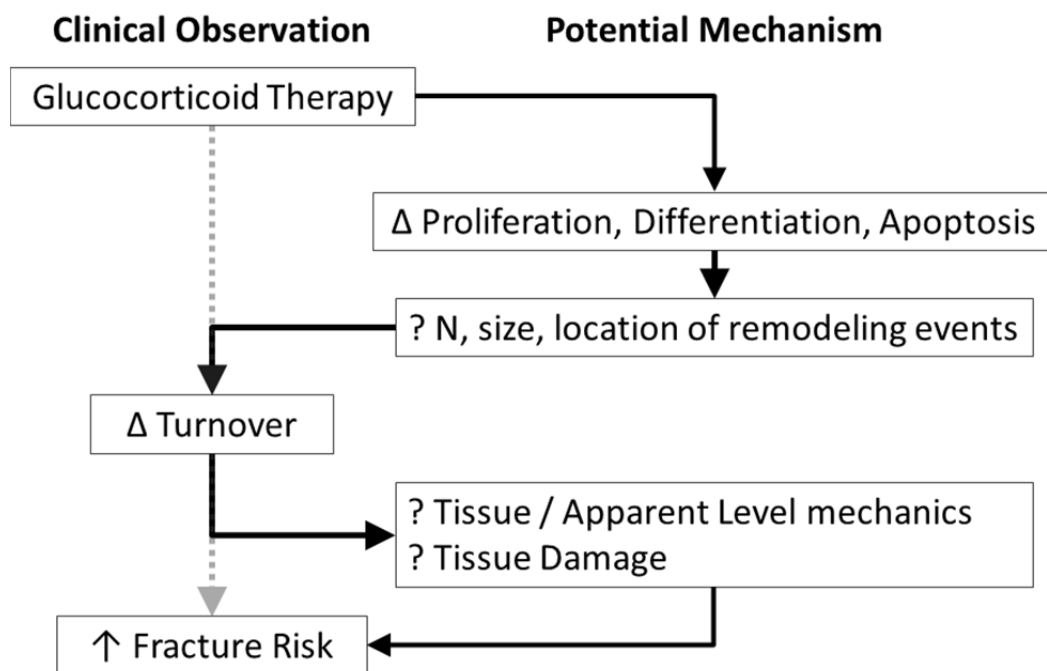 Clinical Observation
Potential Mechanism
Glucocorticoid Therapy
Δ Proliferation, Differentiation, Apoptosis
? N, size, location of remodeling events
Δ Turnover
? Tissue / Apparent Level mechanics
? Tissue Damage
↑ Fracture Risk